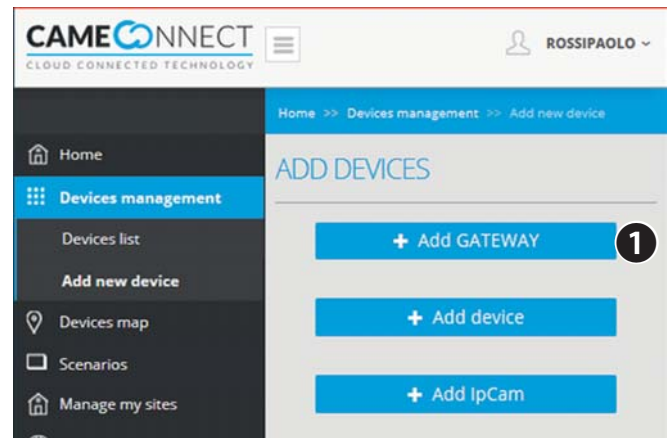 CAMECONNECT
CLOUD CONNECTED TECHNOLOGY
ROSSIPAOLO
Home >> Devices management >> Add new device
Home
Devices management
Devices list
Add new device
Devices map
Scenarios
Manage my sites
ADD DEVICES
+ Add GATEWAY
1
+ Add device
+ Add IpCam